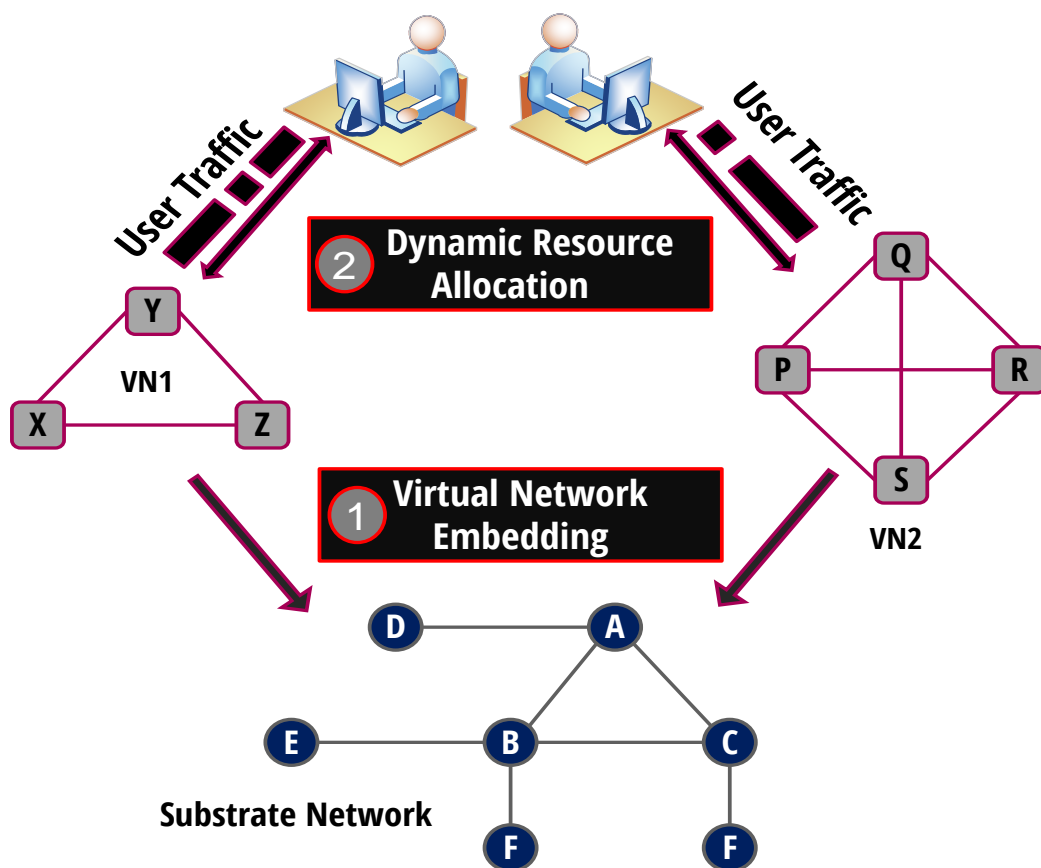 User Traffic
User Traffic
2
Dynamic Resource
Allocation
Q
Y
P
R
VN1
X
Z
S
1
Virtual Network
Embedding
VN2
D
A
E
B
C
Substrate Network
F
F